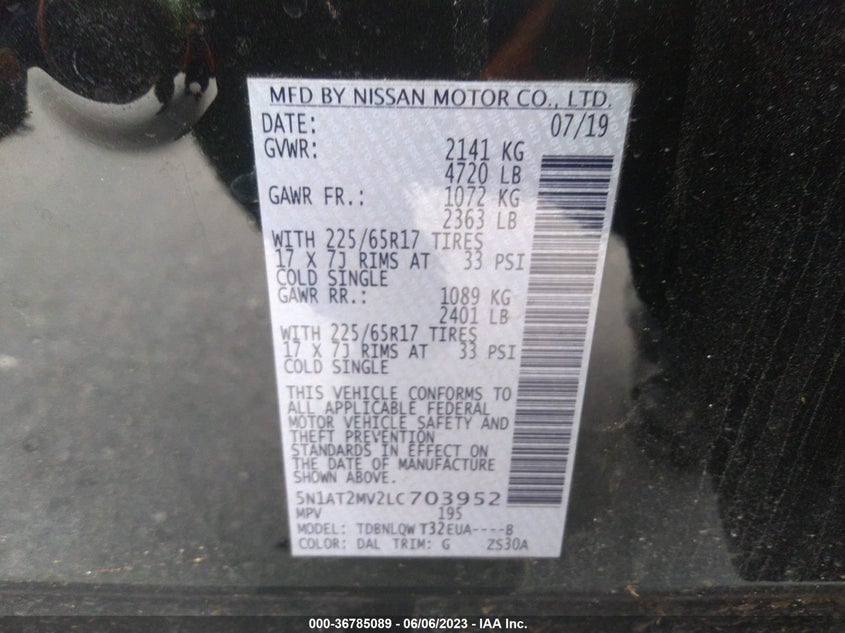 MFD BY NISSAN MOTOR CO., LTD.
DATE: 07/19
GVWR: 2141 KG
4720 LB
GAWR FR.: 1072 KG
2363 LB
WITH 225/65R17 TIRES
17 X 7J RIMS AT 33 PSI
COLD SINGLE
GAWR RR.: 1089 KG
2401 LB
WITH 225/65R17 TIRES
17 X 7J RIMS AT 33 PSI
COLD SINGLE
THIS VEHICLE CONFORMS TO
ALL APPLICABLE FEDERAL
MOTOR VEHICLE SAFETY AND
THEFT PREVENTION
STANDARDS IN EFFECT ON
THE DATE OF MANUFACTURE
SHOWN ABOVE.
5N1AT2MV2LC703952
MPV 195
MODEL: TDBNLQW T32EUA----B
COLOR: DAL TRIM: G ZS30A
000-36785089 - 06/06/2023 - IAA Inc.